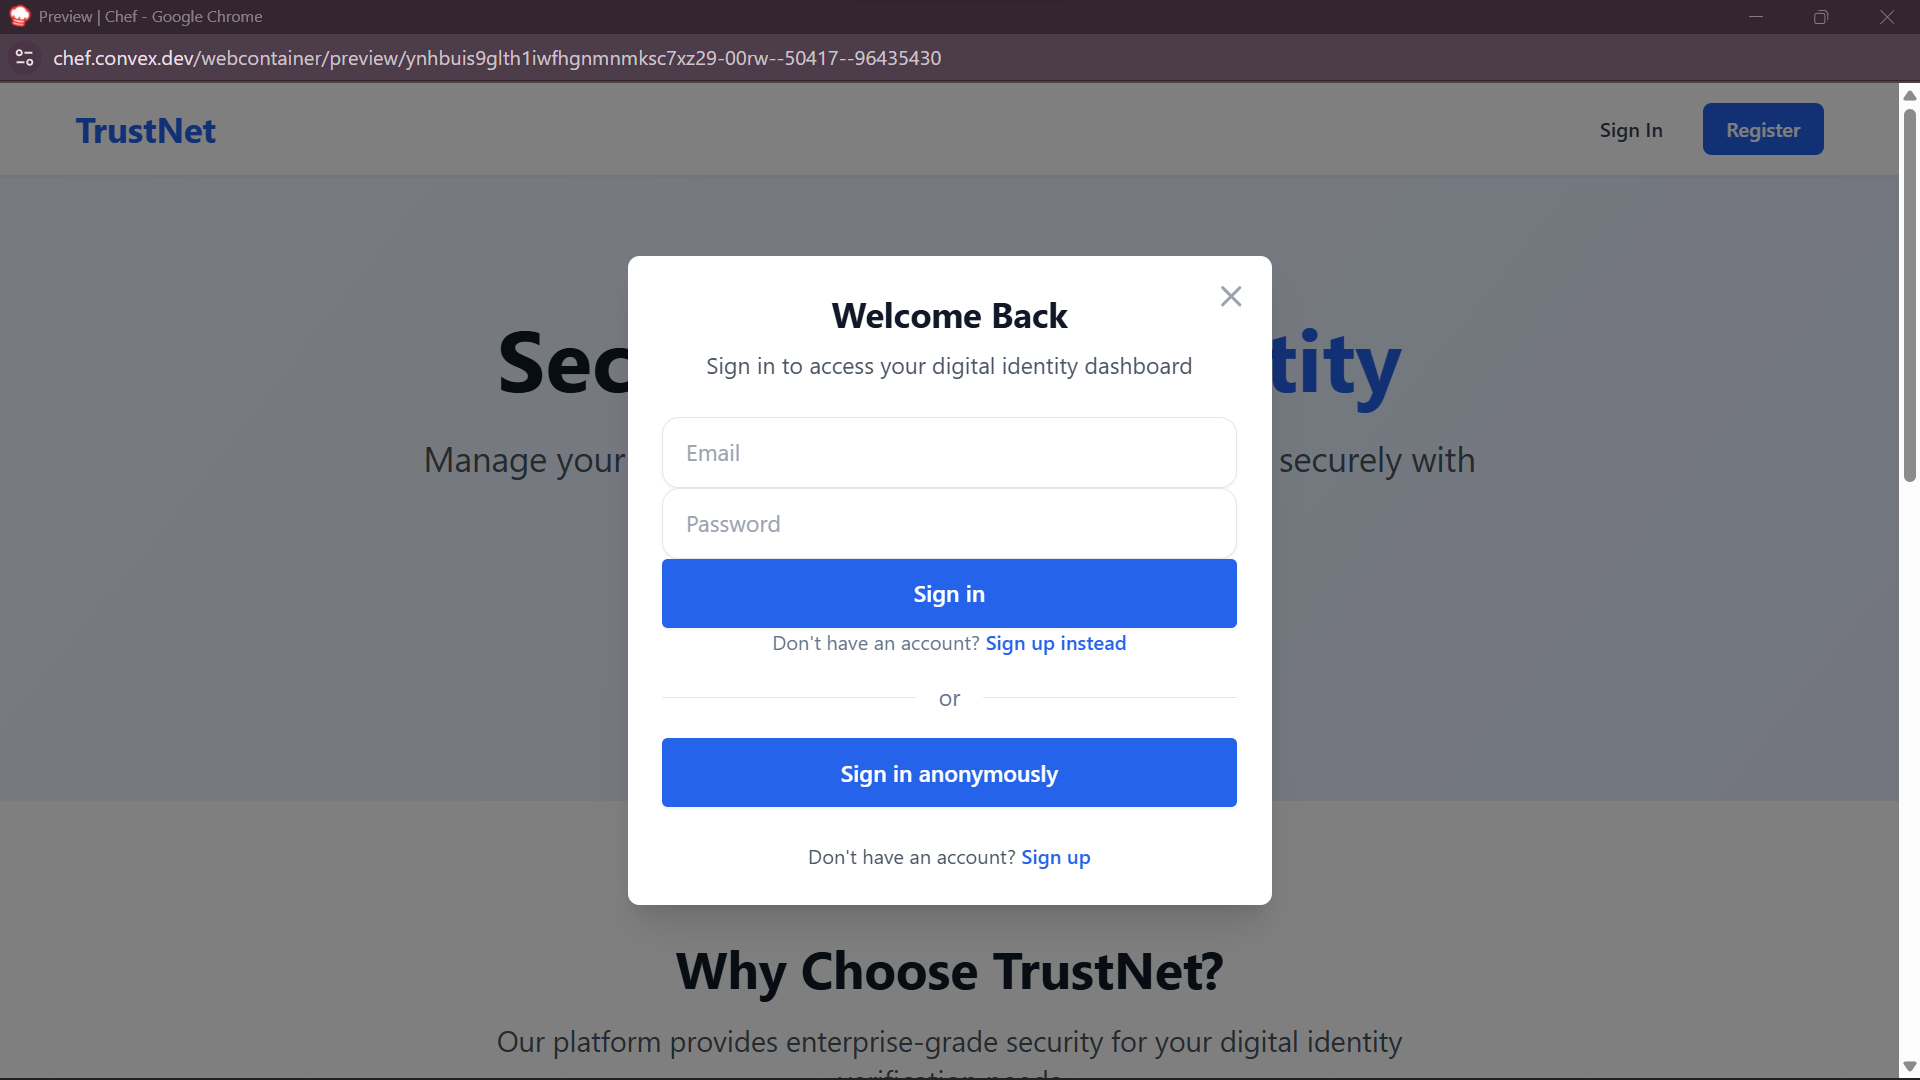 Preview | Chef - Google Chrome
chef.convex.dev/webcontainer/preview/ynhbuis9glth1iwfhgnmnmksc7xz29-00rw--50417--96435430
TrustNet
Sign In
Register
Welcome Back
Sign in to access your digital identity dashboard
Sec
tity
Manage your
securely with
Email
Password
Sign in
Don't have an account? Sign up instead
or
Sign in anonymously
Don't have an account? Sign up
Why Choose TrustNet?
Our platform provides enterprise-grade security for your digital identity